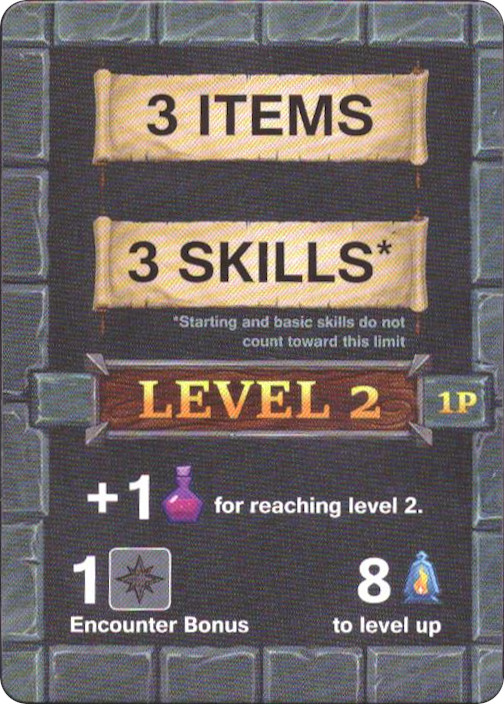 3 ITEMS
3 SKILLS*
*Starting and basic skills do not
count toward this limit
LEVEL 2 1P
+1 for reaching level 2.
1 8
Encounter Bonus to level up